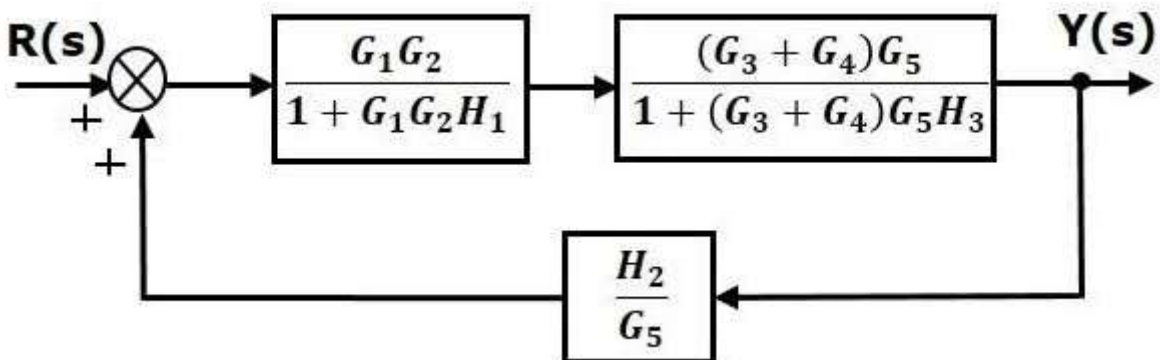 R(s)
+
+
G₁G₂
1 + G₁G₂H₁
(G₃ + G₄)G₅
1 + (G₃ + G₄)G₅H₃
Y(s)
H₂
G₅